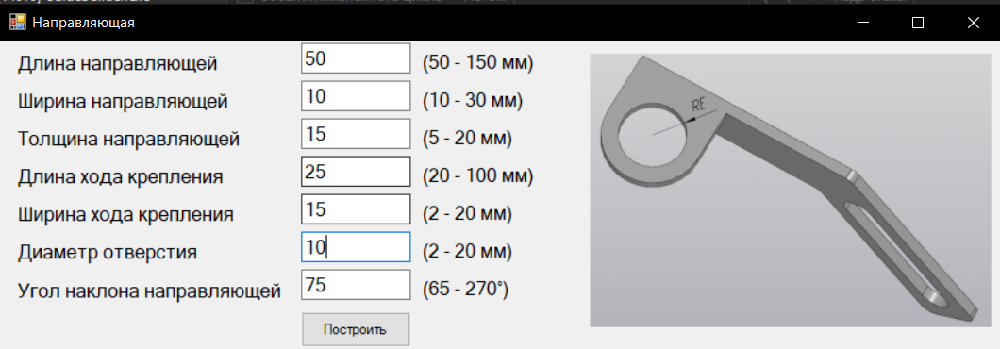 Направляющая
Длина направляющей 50 (50 - 150 мм)
Ширина направляющей 10 (10 - 30 мм)
Толщина направляющей 15 (5 - 20 мм)
Длина хода крепления 25 (20 - 100 мм)
Ширина хода крепления 15 (2 - 20 мм)
Диаметр отверстия 10 (2 - 20 мм)
Угол наклона направляющей 75 (65 - 270°)
Построить
RE